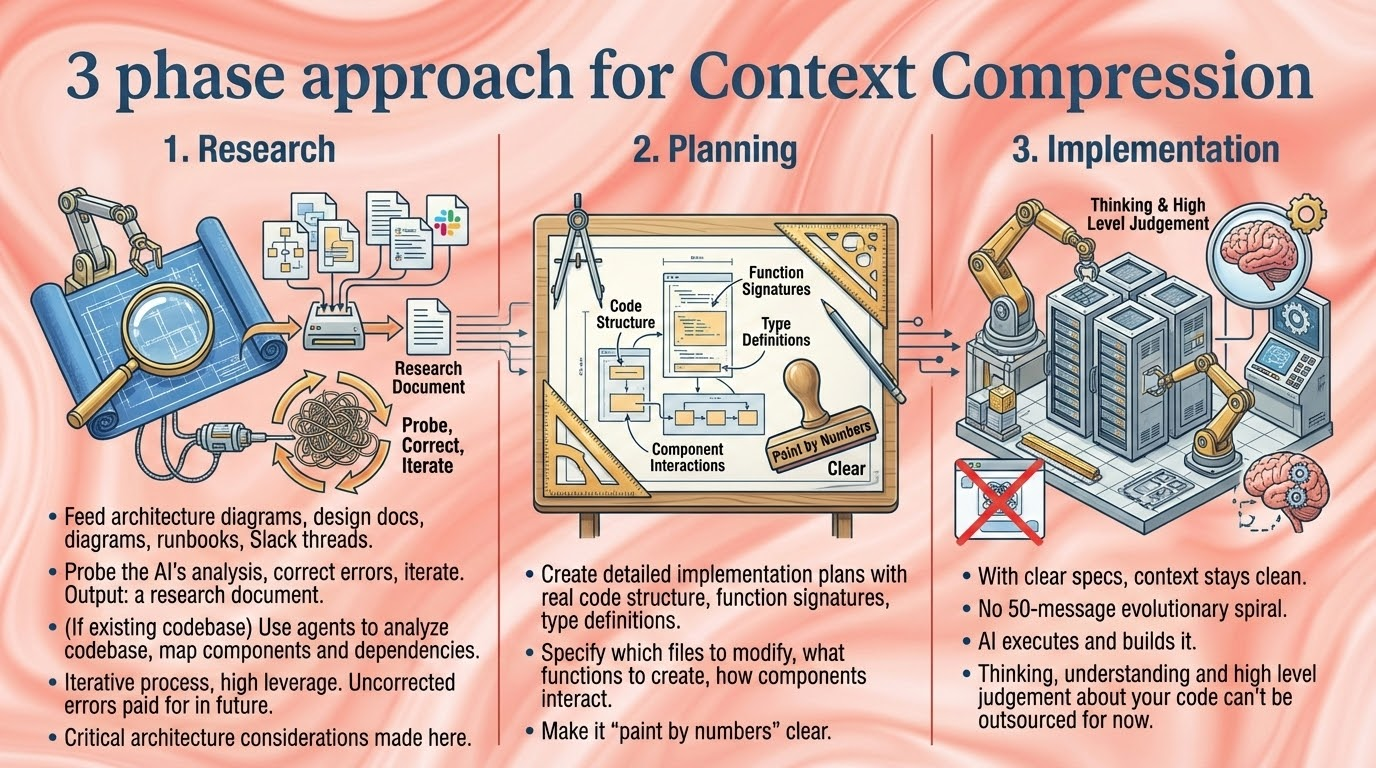 3 phase approach for Context Compression
1. Research
Research
Document
Probe,
Correct,
Iterate
• Feed architecture diagrams, design docs,
diagrams, runbooks, Slack threads.
• Probe the AI's analysis, correct errors, iterate.
Output: a research document.
• (If existing codebase) Use agents to analyze
codebase, map components and dependencies.
• Iterative process, high leverage. Uncorrected
errors paid for in future.
• Critical architecture considerations made here.
2. Planning
Function
Signatures
Code
Structure
Type
Definitions
Component
Interactions
Paint by Numbers
Clear
• Create detailed implementation plans with
real code structure, function signatures,
type definitions.
• Specify which files to modify, what
functions to create, how components
interact.
• Make it “paint by numbers” clear.
3. Implementation
Thinking & High
Level Judgement
• With clear specs, context stays clean.
• No 50-message evolutionary spiral.
• AI executes and builds it.
• Thinking, understanding and high level
judgement about your code can't be
outsourced for now.